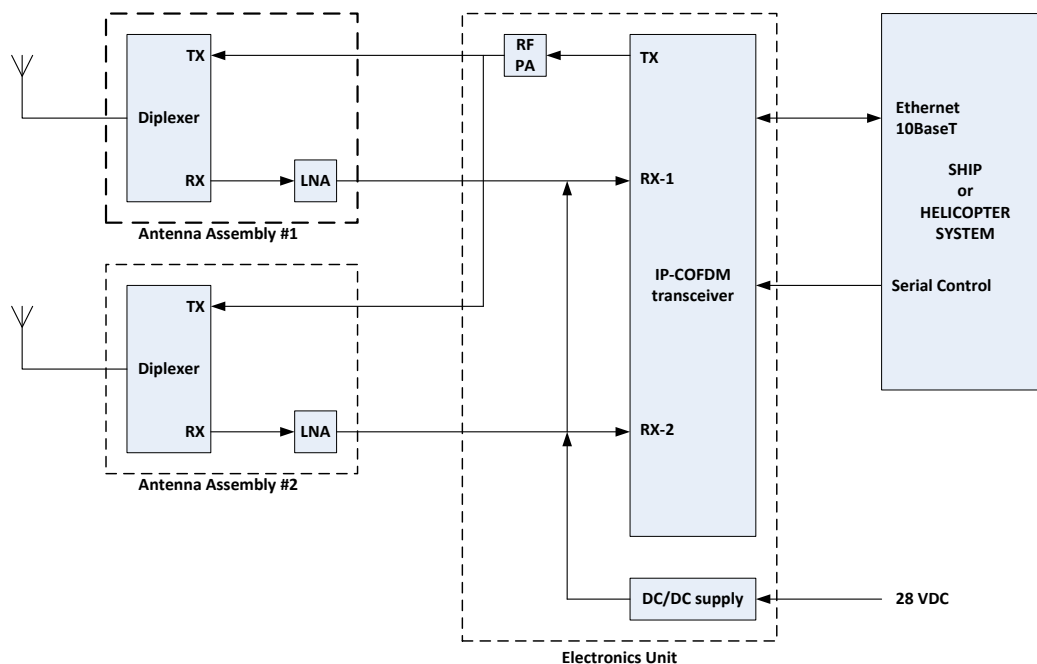 TX
Diplexer
RX
LNA
Antenna Assembly #1
TX
Diplexer
RX
LNA
Antenna Assembly #2
RF
PA
TX
RX-1
IP-COFDM
transceiver
RX-2
DC/DC supply
Electronics Unit
Ethernet
10BaseT
SHIP
or
HELICOPTER
SYSTEM
Serial Control
28 VDC